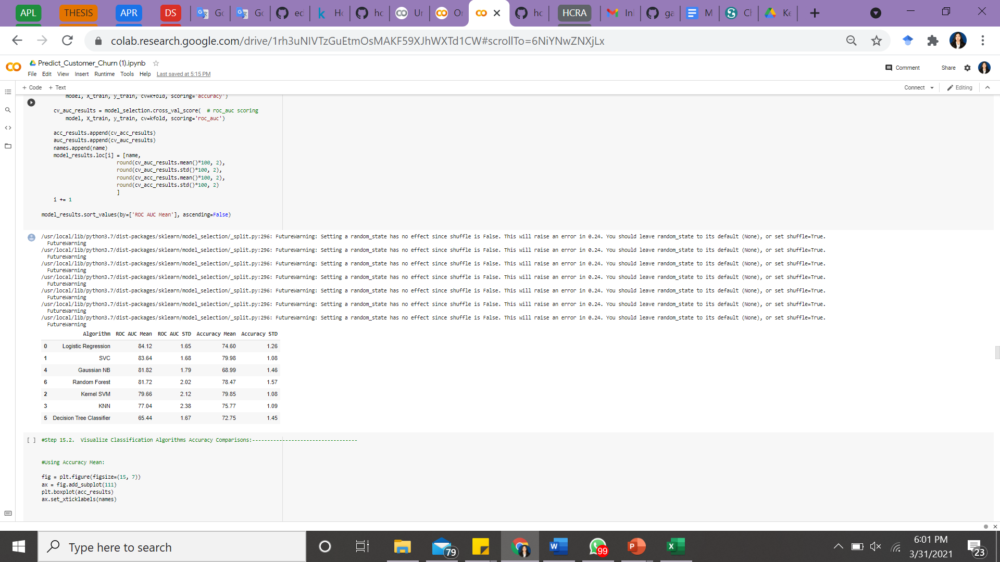 APL THESIS APR DS Go Go ed Ho hc Ur Or hc HCRA In ga M Ch Ke
colab.research.google.com/drive/1rh3uNIVTzGuEtmOsMAKF59XJhWXTd1CW#scrollTo=6NiYNwZNXjLx
Predict_Customer_Churn (1).ipynb
Comment Share
File Edit View Insert Runtime Tools Help Last saved at 5:15 PM
+ Code + Text Connect Editing
model, X_train, y_train, cv=kfold, scoring='accuracy')
cv_auc_results = model_selection.cross_val_score(  # roc_auc scoring
model, X_train, y_train, cv=kfold, scoring='roc_auc')
acc_results.append(cv_acc_results)
auc_results.append(cv_auc_results)
names.append(name)
model_results.loc[i] = [name,
round(cv_auc_results.mean()*100, 2),
round(cv_auc_results.std()*100, 2),
round(cv_acc_results.mean()*100, 2),
round(cv_acc_results.std()*100, 2)
]
i += 1
model_results.sort_values(by=['ROC AUC Mean'], ascending=False)
/usr/local/lib/python3.7/dist-packages/sklearn/model_selection/_split.py:296: FutureWarning: Setting a random_state has no effect since shuffle is False. This will raise an error in 0.24. You should leave random_state to its default (None), or set shuffle=True.
FutureWarning
/usr/local/lib/python3.7/dist-packages/sklearn/model_selection/_split.py:296: FutureWarning: Setting a random_state has no effect since shuffle is False. This will raise an error in 0.24. You should leave random_state to its default (None), or set shuffle=True.
FutureWarning
/usr/local/lib/python3.7/dist-packages/sklearn/model_selection/_split.py:296: FutureWarning: Setting a random_state has no effect since shuffle is False. This will raise an error in 0.24. You should leave random_state to its default (None), or set shuffle=True.
FutureWarning
/usr/local/lib/python3.7/dist-packages/sklearn/model_selection/_split.py:296: FutureWarning: Setting a random_state has no effect since shuffle is False. This will raise an error in 0.24. You should leave random_state to its default (None), or set shuffle=True.
FutureWarning
/usr/local/lib/python3.7/dist-packages/sklearn/model_selection/_split.py:296: FutureWarning: Setting a random_state has no effect since shuffle is False. This will raise an error in 0.24. You should leave random_state to its default (None), or set shuffle=True.
FutureWarning
/usr/local/lib/python3.7/dist-packages/sklearn/model_selection/_split.py:296: FutureWarning: Setting a random_state has no effect since shuffle is False. This will raise an error in 0.24. You should leave random_state to its default (None), or set shuffle=True.
FutureWarning
/usr/local/lib/python3.7/dist-packages/sklearn/model_selection/_split.py:296: FutureWarning: Setting a random_state has no effect since shuffle is False. This will raise an error in 0.24. You should leave random_state to its default (None), or set shuffle=True.
FutureWarning
Algorithm ROC AUC Mean ROC AUC STD Accuracy Mean Accuracy STD
0 Logistic Regression 84.12 1.65 74.60 1.26
1 SVC 83.64 1.68 79.98 1.08
4 Gaussian NB 81.82 1.79 68.99 1.46
6 Random Forest 81.72 2.02 78.47 1.57
2 Kernel SVM 79.66 2.12 79.85 1.08
3 KNN 77.04 2.38 75.77 1.09
5 Decision Tree Classifier 65.44 1.67 72.75 1.45
[ ] #Step 15.2.  Visualize Classification Algorithms Accuracy Comparisons:-----------------------------------
#Using Accuracy Mean:
fig = plt.figure(figsize=(15, 7))
ax = fig.add_subplot(111)
plt.boxplot(acc_results)
ax.set_xticklabels(names)
Type here to search
79
99
6:01 PM
3/31/2021
23